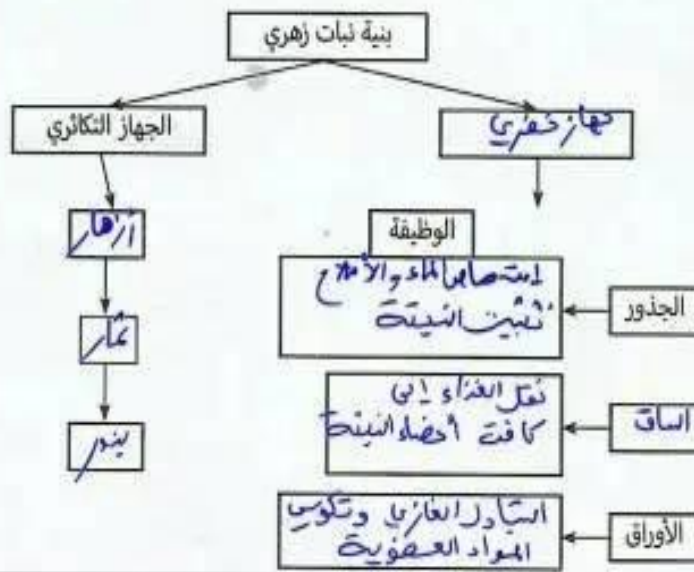 بنية نبات زهري
الجهاز التكاثري
جهاز خضري
أزهار
ثمار
بذور
الوظيفة
امتصاص الماء والأملاح
تثبيت النبتة
الجذور
نقل الغذاء إلى
كافة أعضاء النبتة
الساق
التبادل الغازي وتكوين
المواد العضوية
الأوراق